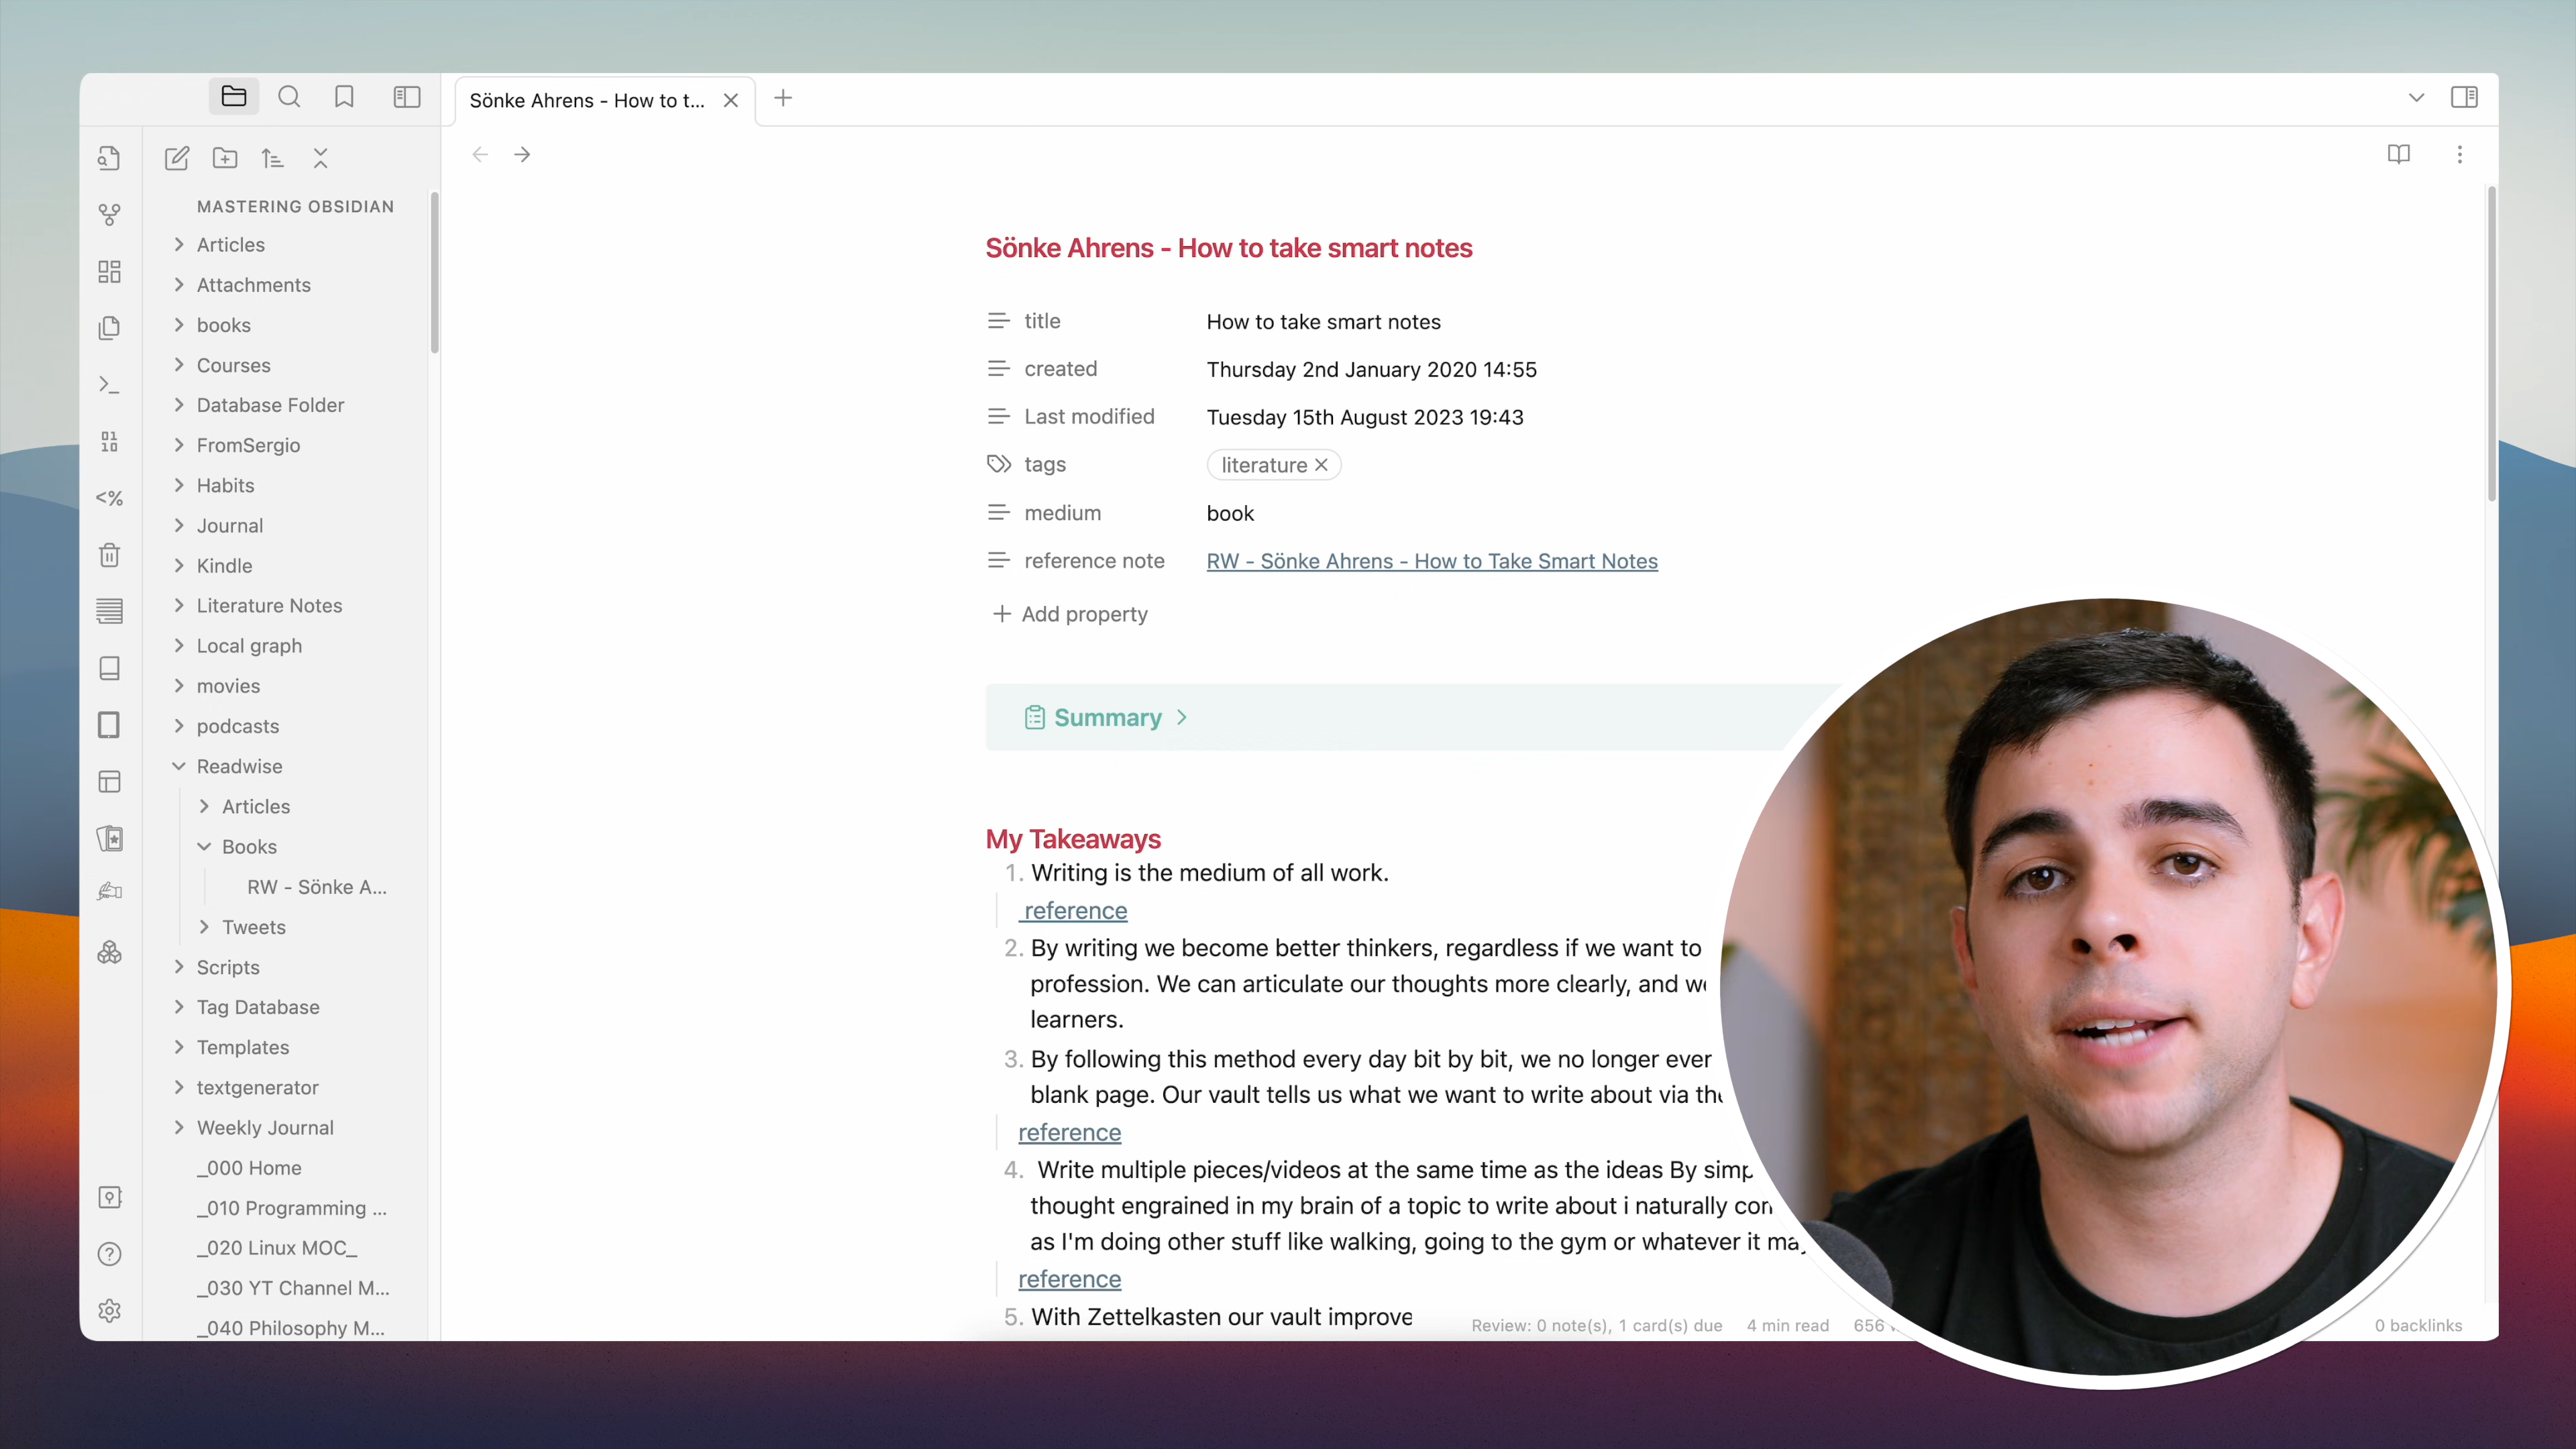 Sönke Ahrens - How to t...
MASTERING OBSIDIAN
Articles
Attachments
books
Courses
Database Folder
FromSergio
Habits
Journal
Kindle
Literature Notes
Local graph
movies
podcasts
Readwise
Articles
Books
RW - Sönke A...
Tweets
Scripts
Tag Database
Templates
textgenerator
Weekly Journal
_000 Home
_010 Programming ...
_020 Linux MOC_
_030 YT Channel M...
_040 Philosophy M...
Sönke Ahrens - How to take smart notes
title How to take smart notes
created Thursday 2nd January 2020 14:55
Last modified Tuesday 15th August 2023 19:43
tags literature
medium book
reference note RW - Sönke Ahrens - How to Take Smart Notes
Add property
Summary
My Takeaways
1. Writing is the medium of all work.
reference
2. By writing we become better thinkers, regardless if we want to
profession. We can articulate our thoughts more clearly, and
learners.
3. By following this method every day bit by bit, we no longer ever
blank page. Our vault tells us what we want to write about via
reference
4. Write multiple pieces/videos at the same time as the ideas By
thought engrained in my brain of a topic to write about i naturally
as I'm doing other stuff like walking, going to the gym or whatever it
reference
5. With Zettelkasten our vault improve
Review: 0 note(s), 1 card(s) due 4 min read 656 0 backlinks